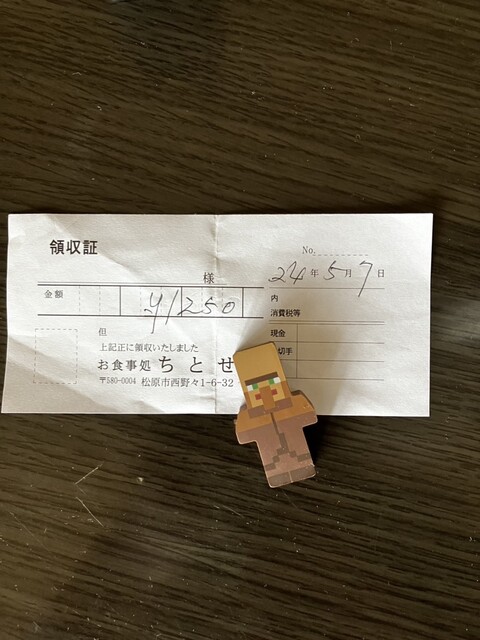 領収証
No.
24年5月7日
様
金額 ¥1250
内
消費税等
但
上記正に領収いたしました
現金
切手
お食事処 ちとせ
〒580-0004 松原市西野々1-6-32